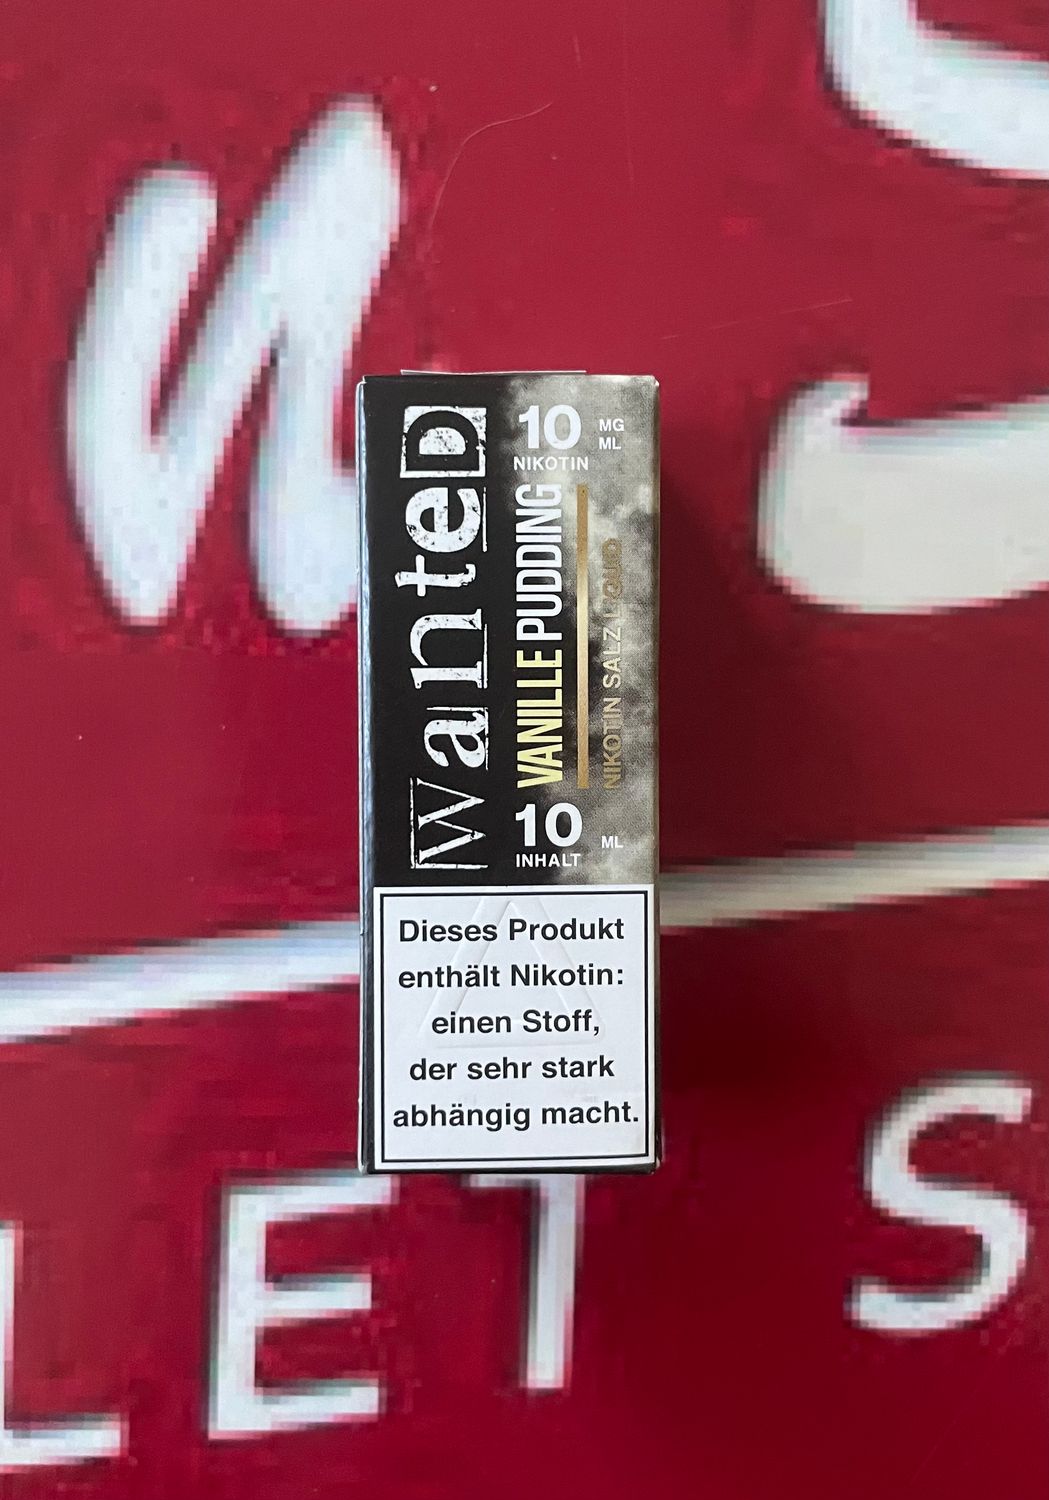 Wanted
10 MG ML
NIKOTIN
VANILLE PUDDING
NIKOTIN SALZ LIQUID
10 ML
INHALT
Dieses Produkt
enthält Nikotin:
einen Stoff,
der sehr stark
abhängig macht.
LET S